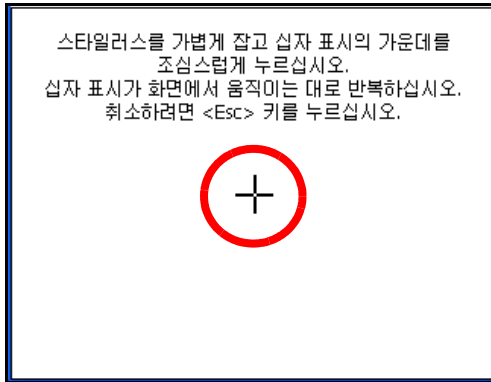 스타일러스를 가볍게 잡고 십자 표시의 가운데를
조심스럽게 누르십시오.
십자 표시가 화면에서 움직이는 대로 반복하십시오.
취소하려면 <Esc> 키를 누르십시오.